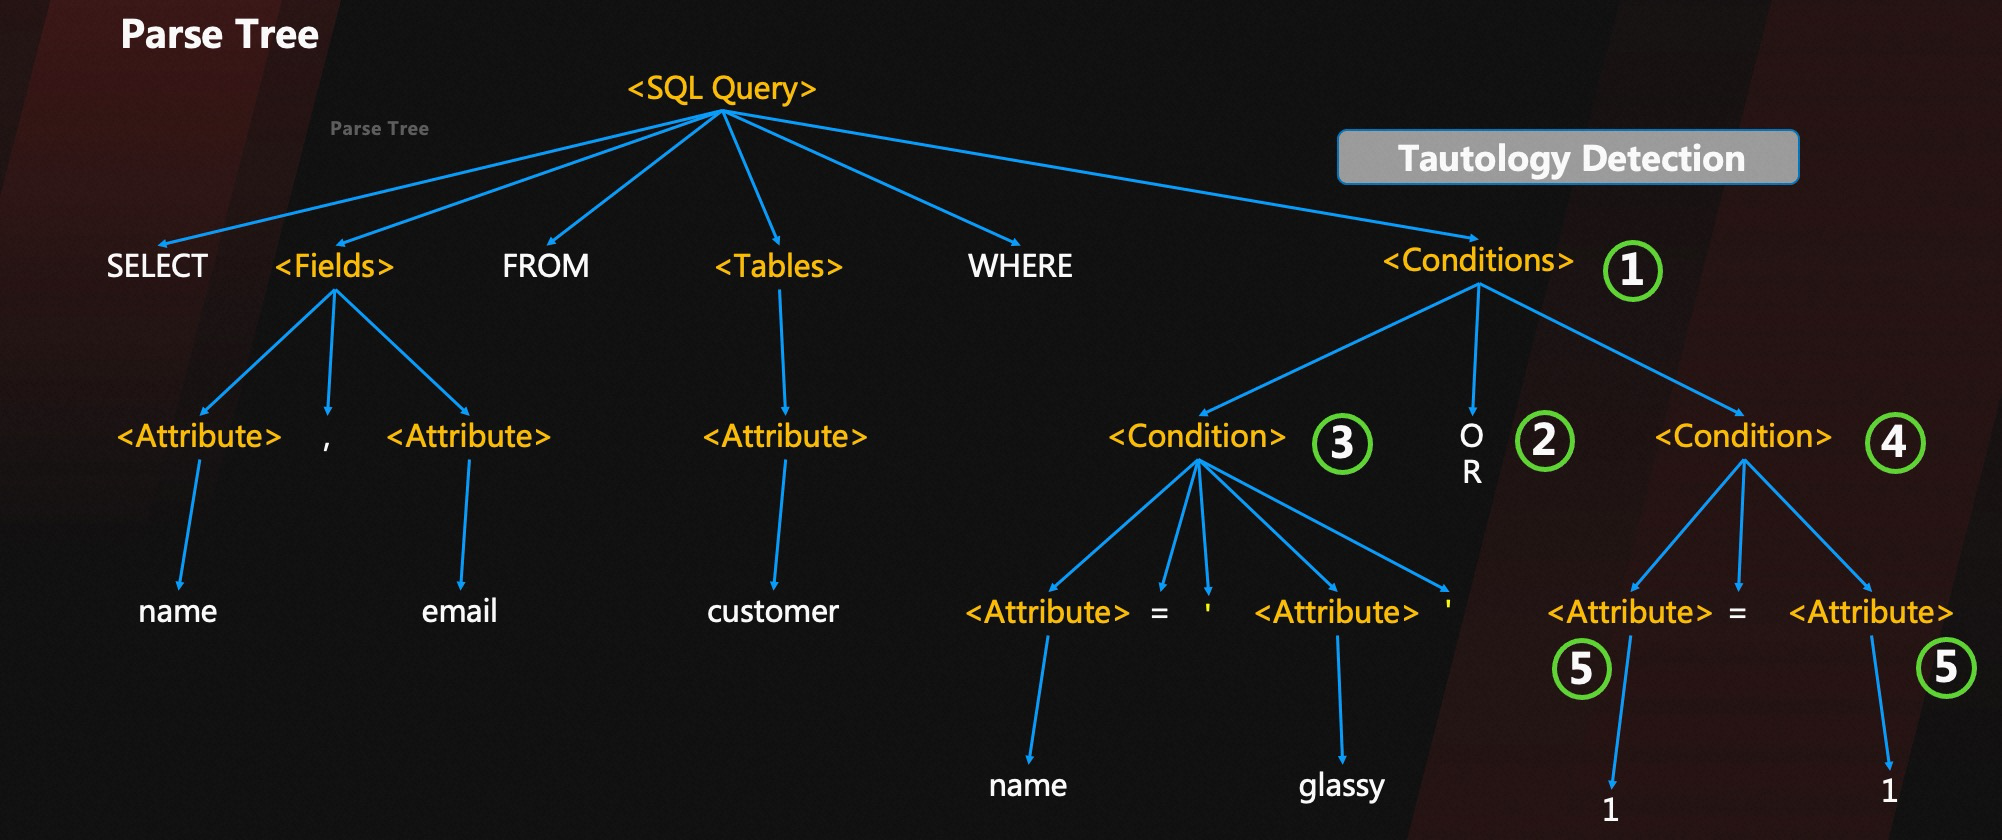 Parse Tree
<SQL Query>
Parse Tree
Tautology Detection
SELECT <Fields> FROM <Tables> WHERE <Conditions> 1
<Attribute> , <Attribute> <Attribute> <Condition> 3 O 2 <Condition> 4
R
name email customer <Attribute> = ' <Attribute> ' <Attribute> = <Attribute>
5 5
name glassy 1 1